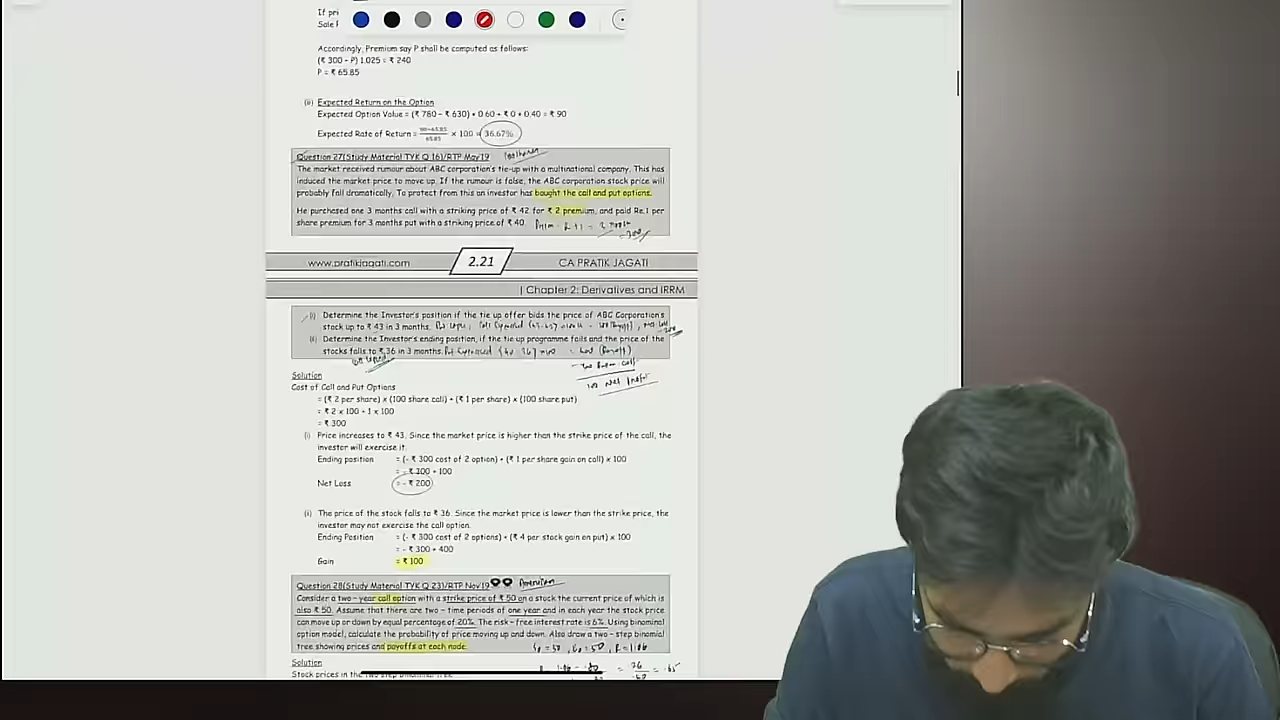 If pri
Sale
Accordingly, Premium say P shall be computed as follows:
(₹ 300 - P) 1.025 = ₹ 240
P = ₹ 65.85
(ii) Expected Return on the Option
Expected Option Value = (₹ 780 – ₹ 630) × 0.60 + ₹ 0 × 0.40 = ₹ 90
Expected Rate of Return = 90-65.85/65.85 × 100 = 36.67%
Question 27(Study Material TYK Q 16)/RTP May19
The market received rumour about ABC corporation's tie-up with a multinational company. This has
induced the market price to move up. If the rumour is false, the ABC corporation stock price will
probably fall dramatically. To protect from this an investor has bought the call and put options.
He purchased one 3 months call with a striking price of ₹ 42 for ₹ 2 premium, and paid Re.1 per
share premium for 3 months put with a striking price of ₹ 40
www.pratikjagati.com 2.21 CA PRATIK JAGATI
| Chapter 2: Derivatives and IRRM
(i) Determine the Investor's position if the tie up offer bids the price of ABC Corporation's
stock up to ₹ 43 in 3 months.
(ii) Determine the Investor's ending position, if the tie up programme fails and the price of the
stocks falls to ₹ 36 in 3 months.
100 Net Profit
Solution
Cost of Call and Put Options
= (₹ 2 per share) x (100 share call) + (₹ 1 per share) x (100 share put)
= ₹ 2 x 100 + 1 x 100
= ₹ 300
(i) Price increases to ₹ 43. Since the market price is higher than the strike price of the call, the
investor will exercise it.
Ending position = (- ₹ 300 cost of 2 option) + (₹ 1 per share gain on call) x 100
= - ₹ 300 + 100
Net Loss = - ₹ 200
(ii) The price of the stock falls to ₹ 36. Since the market price is lower than the strike price, the
investor may not exercise the call option.
Ending Position = (- ₹ 300 cost of 2 options) + (₹ 4 per stock gain on put) x 100
= - ₹ 300 + 400
Gain = ₹ 100
Question 28(Study Material TYK Q 23)/RTP Nov19
Consider a two – year call option with a strike price of ₹ 50 on a stock the current price of which is
also ₹ 50. Assume that there are two – time periods of one year and in each year the stock price
can move up or down by equal percentage of 20%. The risk – free interest rate is 6%. Using binominal
option model, calculate the probability of price moving up and down. Also draw a two – step binomial
tree showing prices and payoffs at each node.
Solution
Stock prices in the two step binominal tree